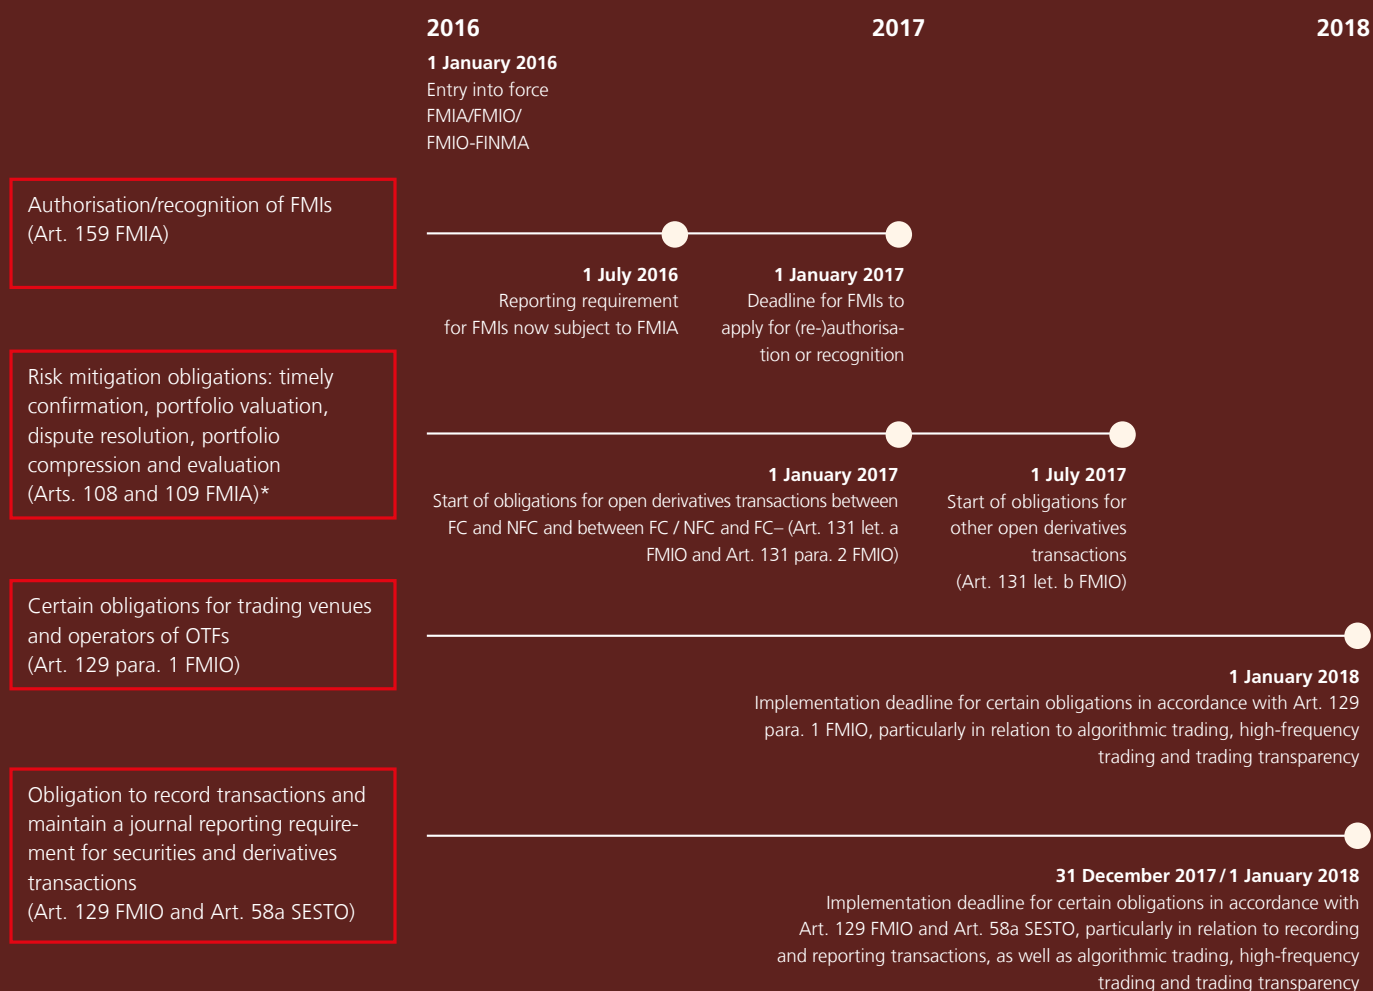 2016
2017
2018
1 January 2016
Entry into force
FMIA/FMIO/
FMIO-FINMA
Authorisation/recognition of FMIs
(Art. 159 FMIA)
1 July 2016
Reporting requirement
for FMIs now subject to FMIA
1 January 2017
Deadline for FMIs to
apply for (re-)authorisa-
tion or recognition
Risk mitigation obligations: timely
confirmation, portfolio valuation,
dispute resolution, portfolio
compression and evaluation
(Arts. 108 and 109 FMIA)*
1 January 2017
Start of obligations for open derivatives transactions between
FC and NFC and between FC / NFC and FC– (Art. 131 let. a
FMIO and Art. 131 para. 2 FMIO)
1 July 2017
Start of obligations for
other open derivatives
transactions
(Art. 131 let. b FMIO)
Certain obligations for trading venues
and operators of OTFs
(Art. 129 para. 1 FMIO)
1 January 2018
Implementation deadline for certain obligations in accordance with Art. 129
para. 1 FMIO, particularly in relation to algorithmic trading, high-frequency
trading and trading transparency
Obligation to record transactions and
maintain a journal reporting require-
ment for securities and derivatives
transactions
(Art. 129 FMIO and Art. 58a SESTO)
31 December 2017 / 1 January 2018
Implementation deadline for certain obligations in accordance with
Art. 129 FMIO and Art. 58a SESTO, particularly in relation to recording
and reporting transactions, as well as algorithmic trading, high-frequency
trading and trading transparency